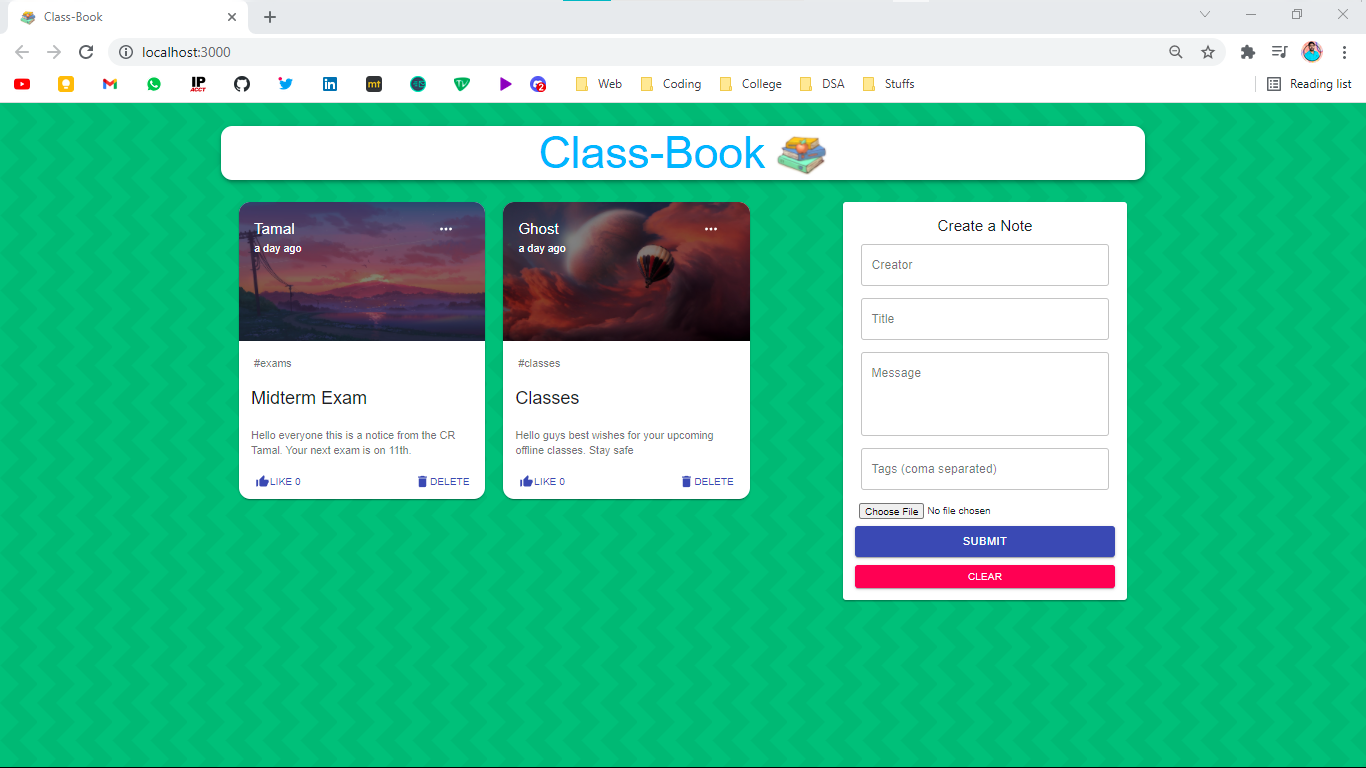 Class-Book
localhost:3000
IP
ACCT
mt
2
Web
Coding
College
DSA
Stuffs
Reading list
Class-Book
Tamal
a day ago
#exams
Midterm Exam
Hello everyone this is a notice from the CR
Tamal. Your next exam is on 11th.
LIKE 0
DELETE
Ghost
a day ago
#classes
Classes
Hello guys best wishes for your upcoming
offline classes. Stay safe
LIKE 0
DELETE
Create a Note
Creator
Title
Message
Tags (coma separated)
Choose File No file chosen
SUBMIT
CLEAR